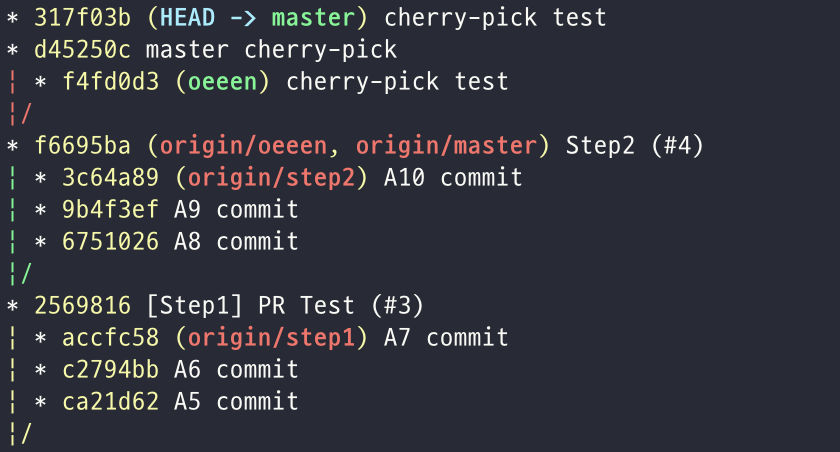 * 317f03b (HEAD -> master) cherry-pick test
* d45250c master cherry-pick
¦ * f4fd0d3 (oeeen) cherry-pick test
¦/
* f6695ba (origin/oeeen, origin/master) Step2 (#4)
¦ * 3c64a89 (origin/step2) A10 commit
¦ * 9b4f3ef A9 commit
¦ * 6751026 A8 commit
¦/
* 2569816 [Step1] PR Test (#3)
¦ * accfc58 (origin/step1) A7 commit
¦ * c2794bb A6 commit
¦ * ca21d62 A5 commit
¦/